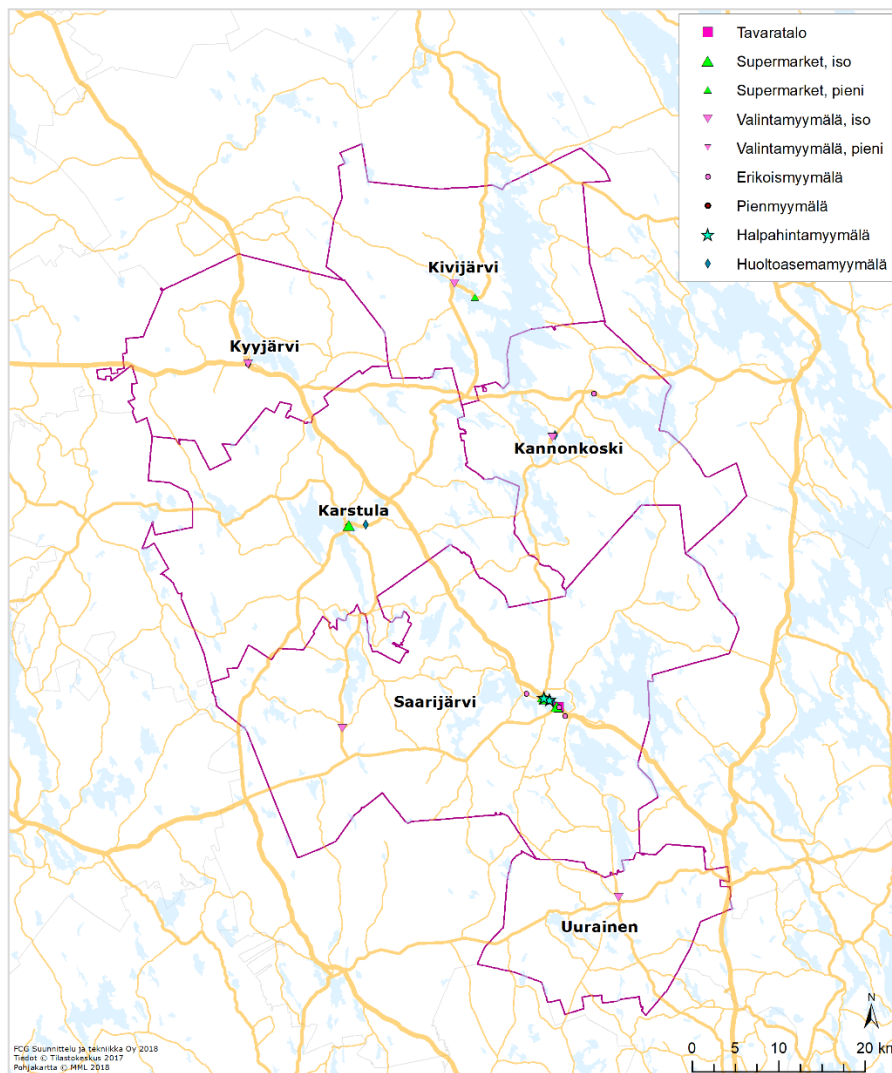 Tavaratalo
Supermarket, iso
Supermarket, pieni
Valintamyymälä, iso
Valintamyymälä, pieni
Erikoismyymälä
Pienmyymälä
Halpahintamyymälä
Huoltoasemamyymälä
Kivijärvi
Kyyjärvi
Kannonkoski
Karstula
Saarijärvi
Uurainen
N
0 5 10 20 km
FCG Suunnittelu ja tekniikka Oy 2018
Tiedot © Tilastokeskus 2017
Pohjakartta © MML 2018